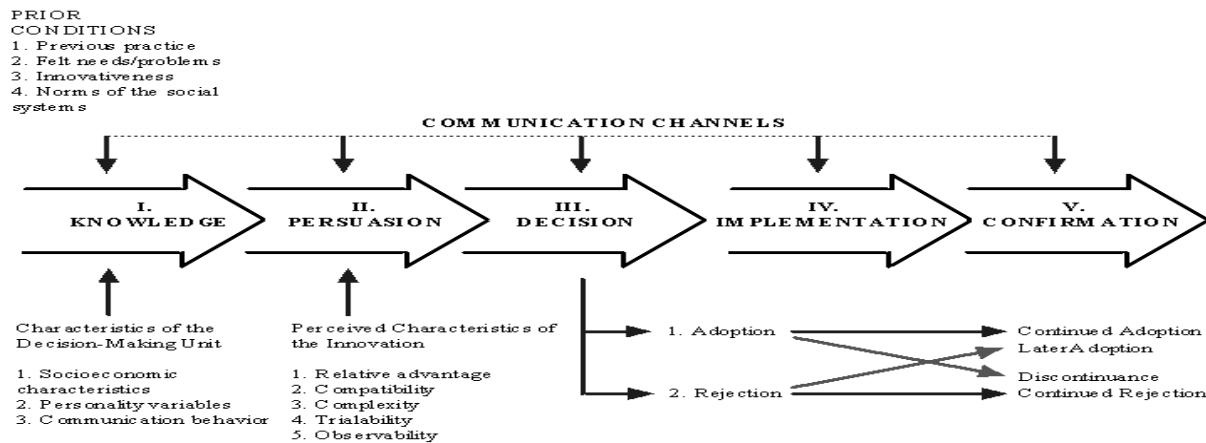 PRIOR
CONDITIONS
1. Previous practice
2. Felt needs/problems
3. Innovativeness
4. Norms of the social
systems
COMMUNICATION CHANNELS
I.
KNOWLEDGE
II.
PERSUASION
III.
DECISION
IV.
IMPLEMENTATION
V.
CONFIRMATION
Characteristics of the
Decision-Making Unit
1. Socioeconomic
characteristics
2. Personality variables
3. Communication behavior
Perceived Characteristics of
the Innovation
1. Relative advantage
2. Compatibility
3. Complexity
4. Trialability
5. Observability
1. Adoption
2. Rejection
Continued Adoption
Later Adoption
Discontinuance
Continued Rejection